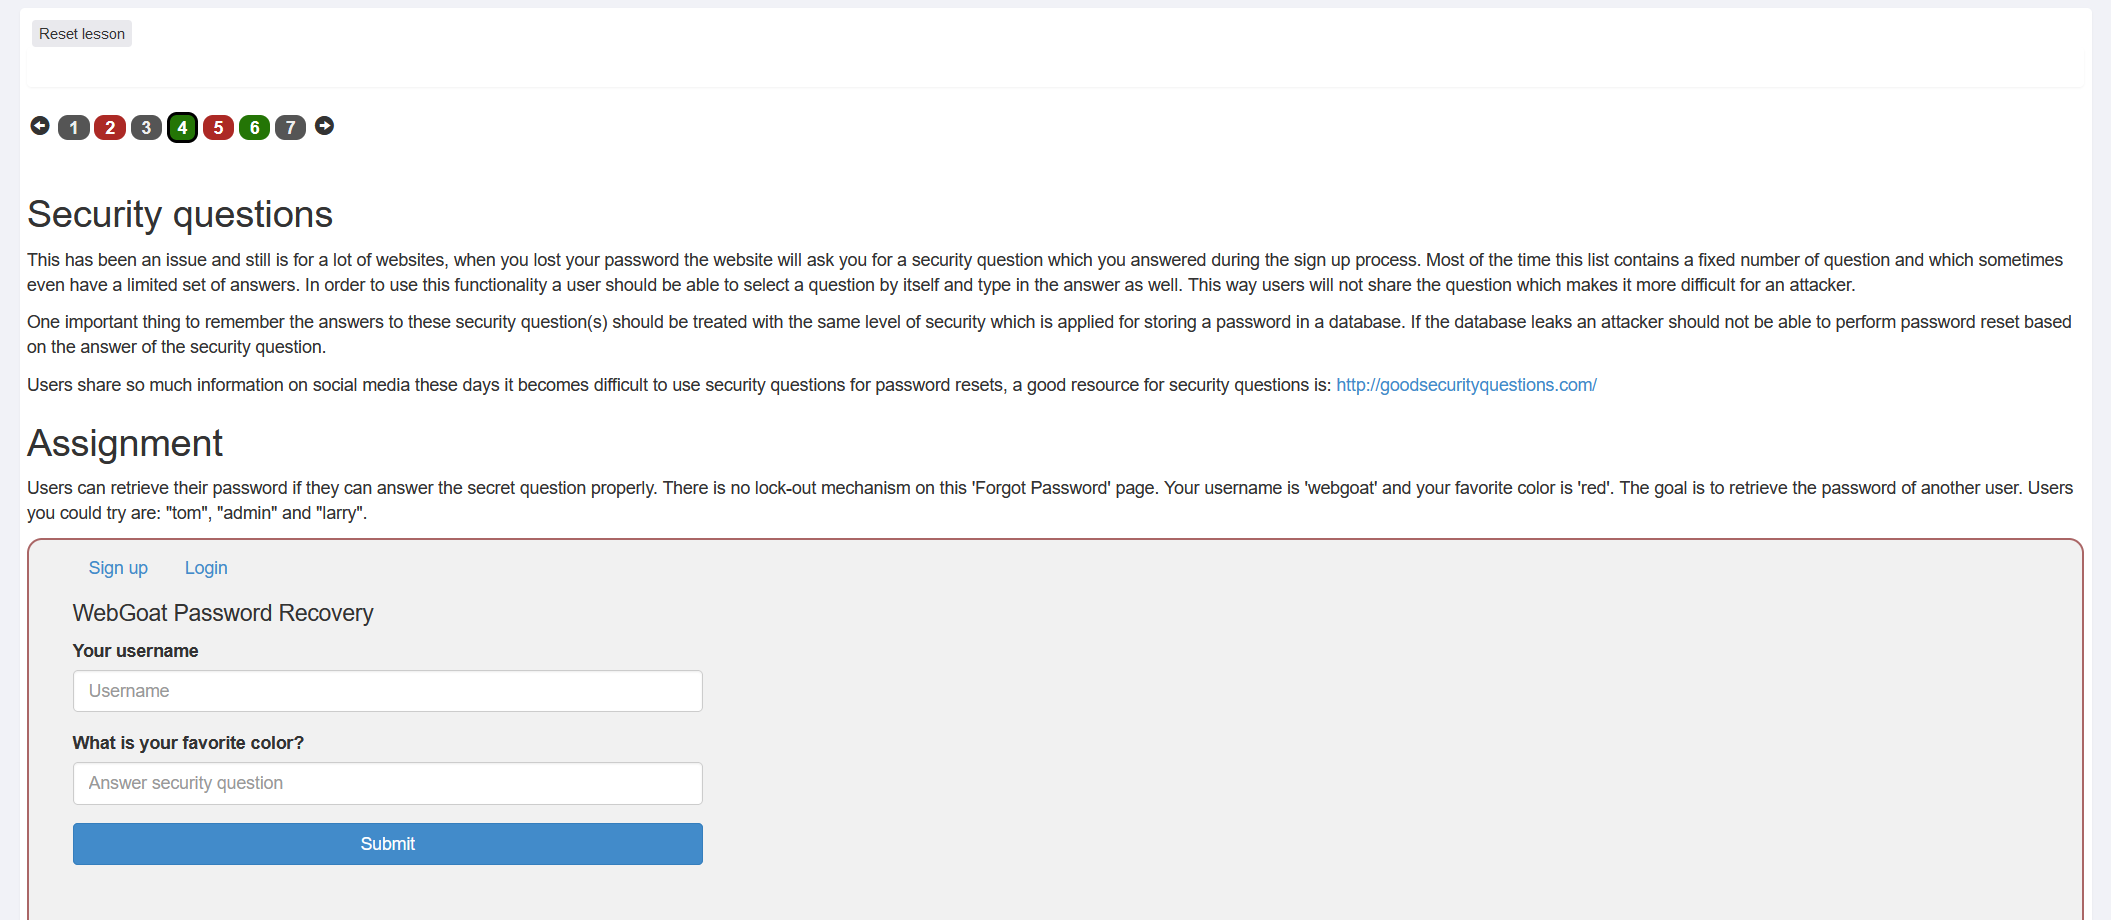 Reset lesson
1 2 3 4 5 6 7
Security questions
This has been an issue and still is for a lot of websites, when you lost your password the website will ask you for a security question which you answered during the sign up process. Most of the time this list contains a fixed number of question and which sometimes
even have a limited set of answers. In order to use this functionality a user should be able to select a question by itself and type in the answer as well. This way users will not share the question which makes it more difficult for an attacker.
One important thing to remember the answers to these security question(s) should be treated with the same level of security which is applied for storing a password in a database. If the database leaks an attacker should not be able to perform password reset based
on the answer of the security question.
Users share so much information on social media these days it becomes difficult to use security questions for password resets, a good resource for security questions is: http://goodsecurityquestions.com/
Assignment
Users can retrieve their password if they can answer the secret question properly. There is no lock-out mechanism on this 'Forgot Password' page. Your username is 'webgoat' and your favorite color is 'red'. The goal is to retrieve the password of another user. Users
you could try are: "tom", "admin" and "larry".
Sign up Login
WebGoat Password Recovery
Your username
Username
What is your favorite color?
Answer security question
Submit